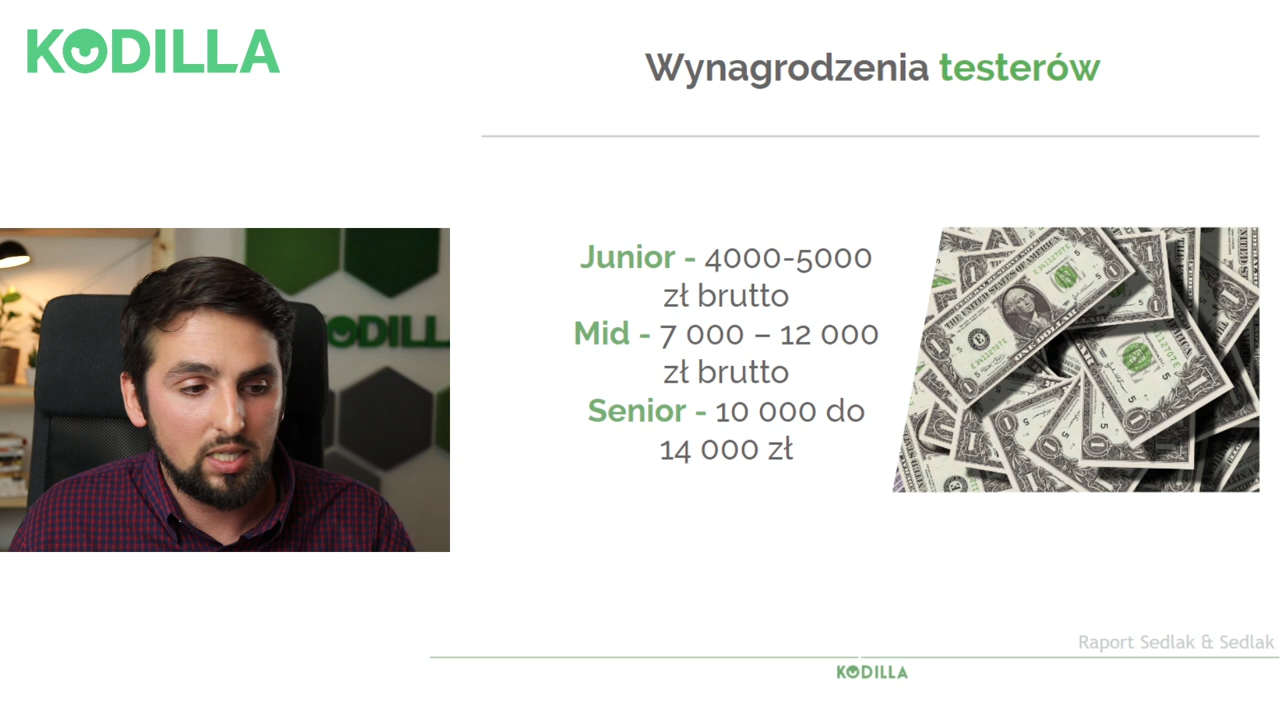 KODILLA
Wynagrodzenia testerów
Junior - 4000-5000
zł brutto
Mid - 7 000 – 12 000
zł brutto
Senior - 10 000 do
14 000 zł
Raport Sedlak & Sedlak
KODILLA